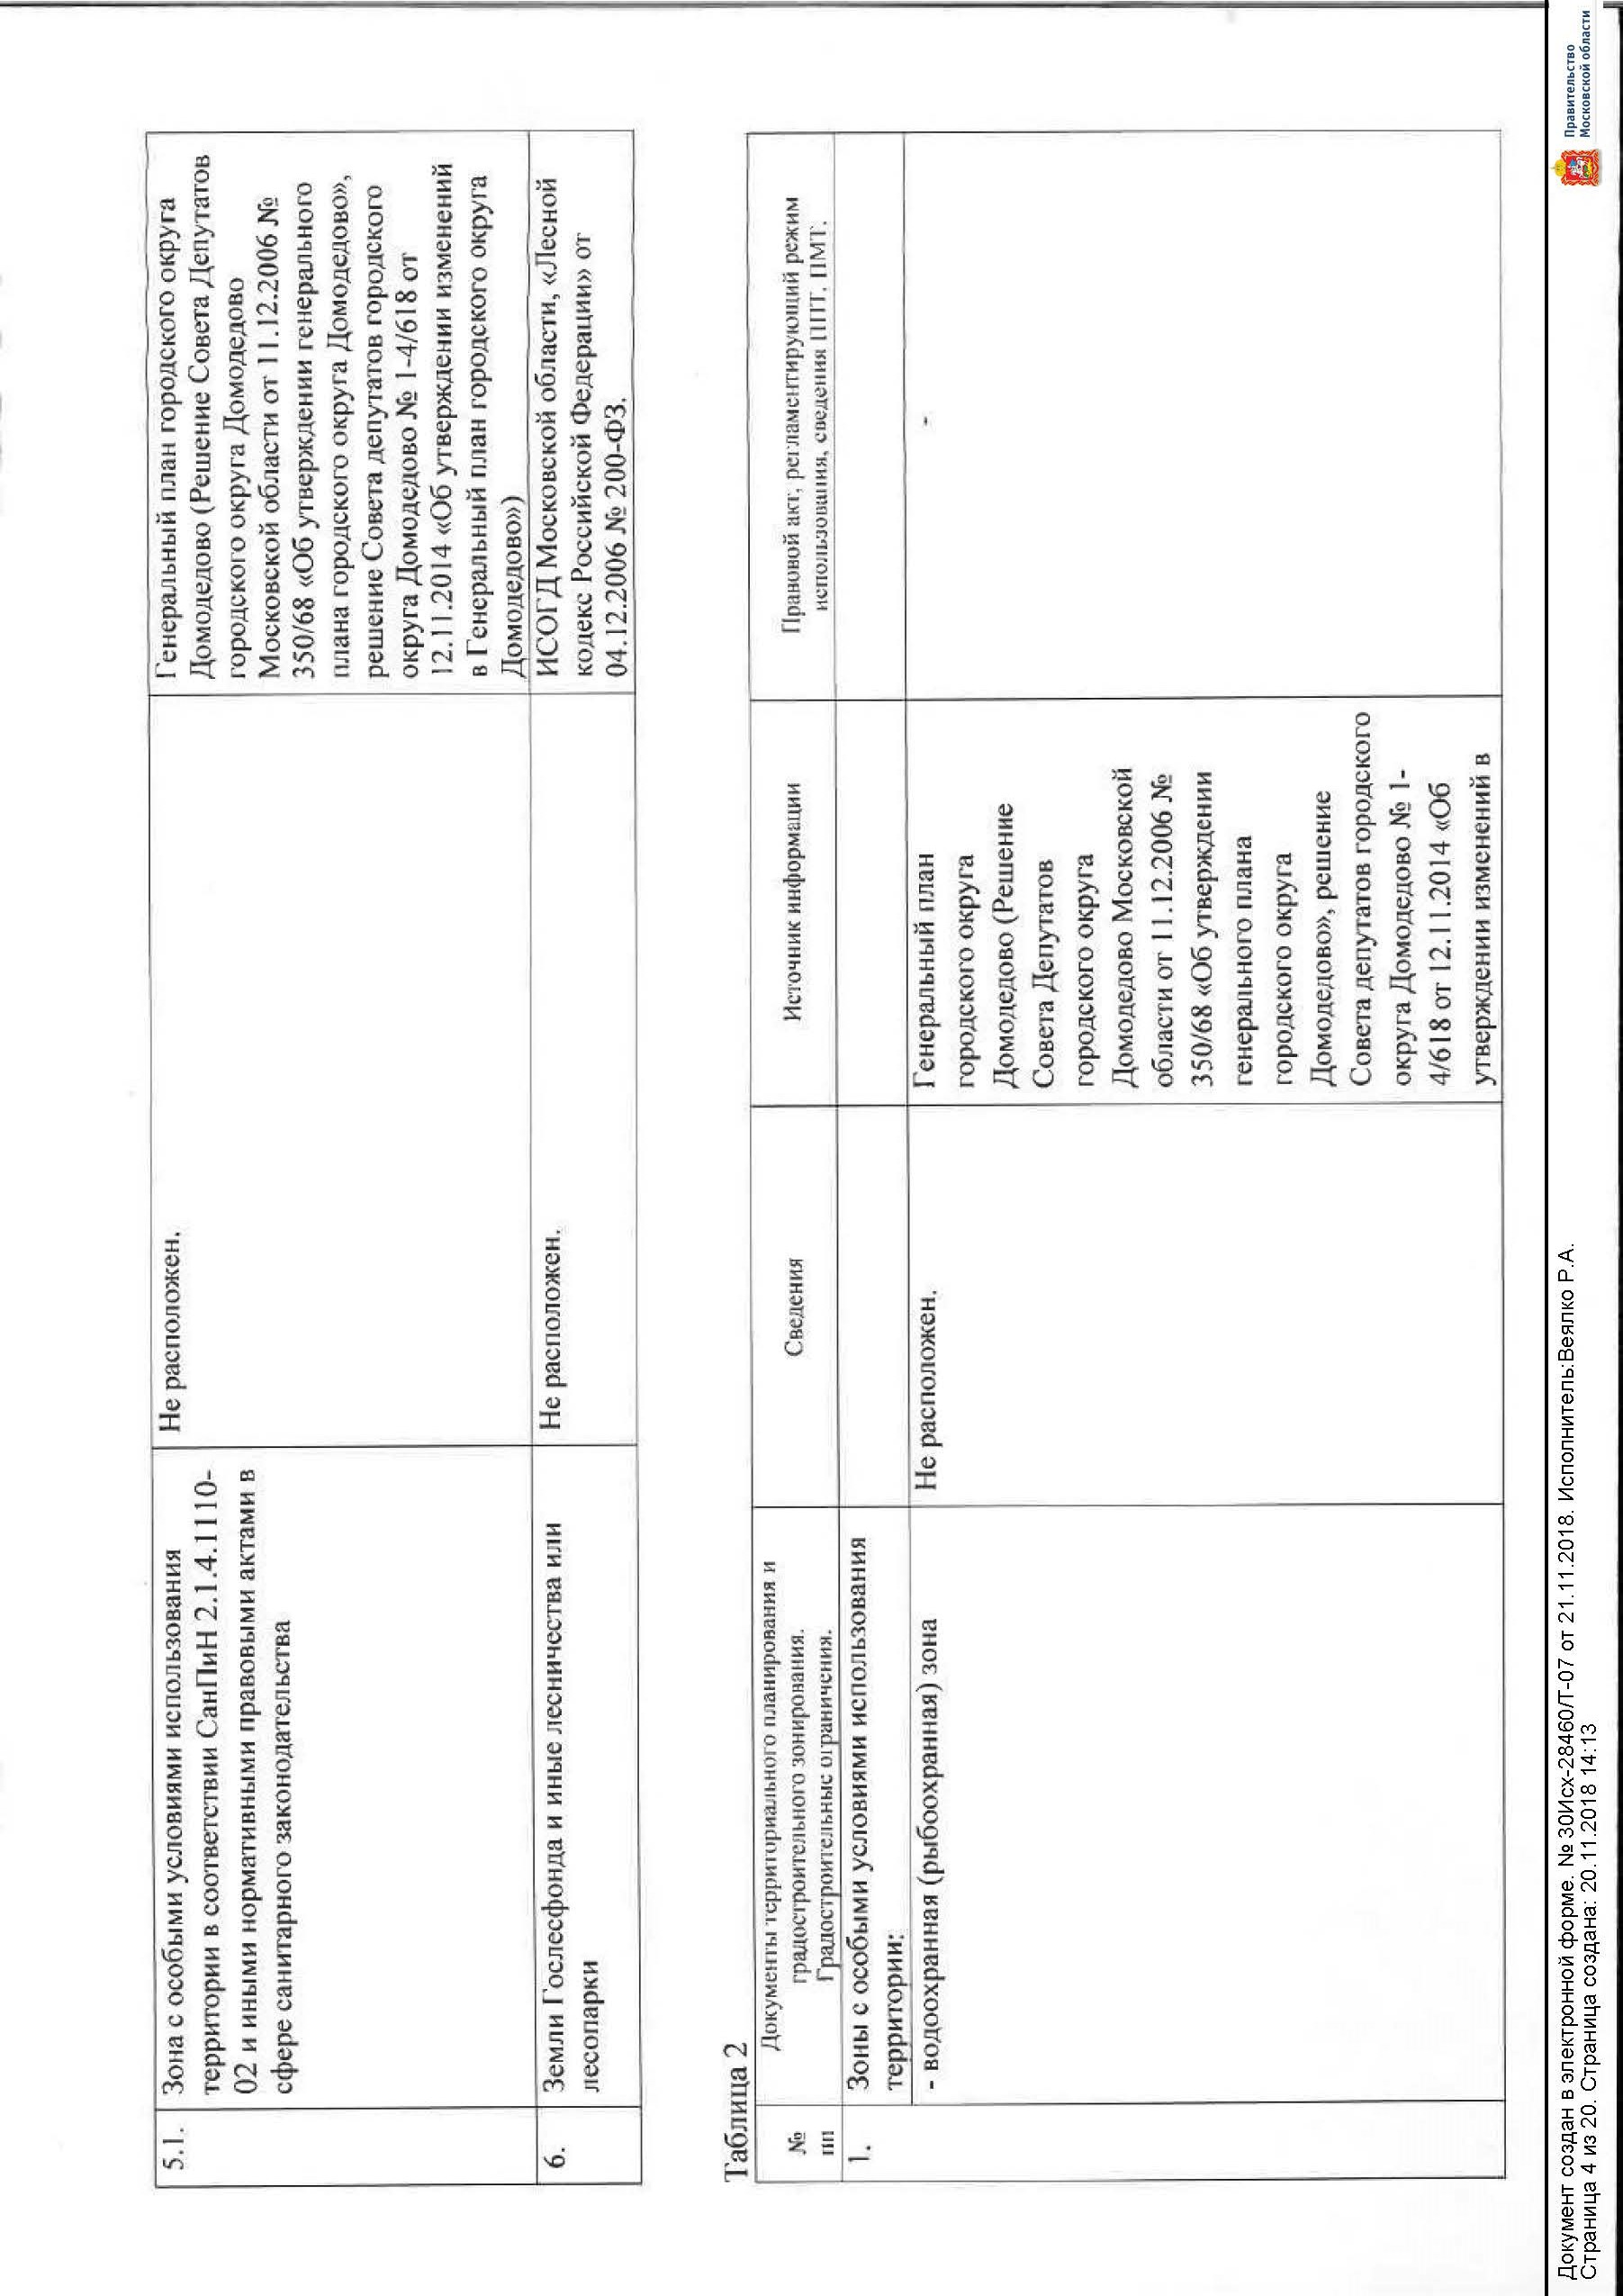 5.1.
Зона с особыми условиями использования
территории в соответствии СанПиН 2.1.4.1110-
02 и иными нормативными правовыми актами в
сфере санитарного законодательства
Не расположен.
Генеральный план городского округа
Домодедово (Решение Совета Депутатов
городского округа Домодедово
Московской области от 11.12.2006 №
350/68 «Об утверждении генерального
плана городского округа Домодедово»,
решение Совета депутатов городского
округа Домодедово № 1-4/618 от
12.11.2014 «Об утверждении изменений
в Генеральный план городского округа
Домодедово»)
6.
Земли Гослесфонда и иные лесничества или
лесопарки
Не расположен.
ИСОГД Московской области, «Лесной
кодекс Российской Федерации» от
04.12.2006 № 200-ФЗ.
Таблица 2
№
пп
Документы территориального планирования и
градостроительного зонирования.
Градостроительные ограничения.
Сведения
Источник информации
Правовой акт, регламентирующий режим
использования, сведения ППТ, ПМТ.
1.
Зоны с особыми условиями использования
территории:
- водоохранная (рыбоохранная) зона
Не расположен.
Генеральный план
городского округа
Домодедово (Решение
Совета Депутатов
городского округа
Домодедово Московской
области от 11.12.2006 №
350/68 «Об утверждении
генерального плана
городского округа
Домодедово», решение
Совета депутатов городского
округа Домодедово № 1-
4/618 от 12.11.2014 «Об
утверждении изменений в
-
Документ создан в электронной форме. № 30Исх-28460/Т-07 от 21.11.2018. Исполнитель:Веялко Р.А.
Страница 4 из 20. Страница создана: 20.11.2018 14:13
Правительство
Московской области